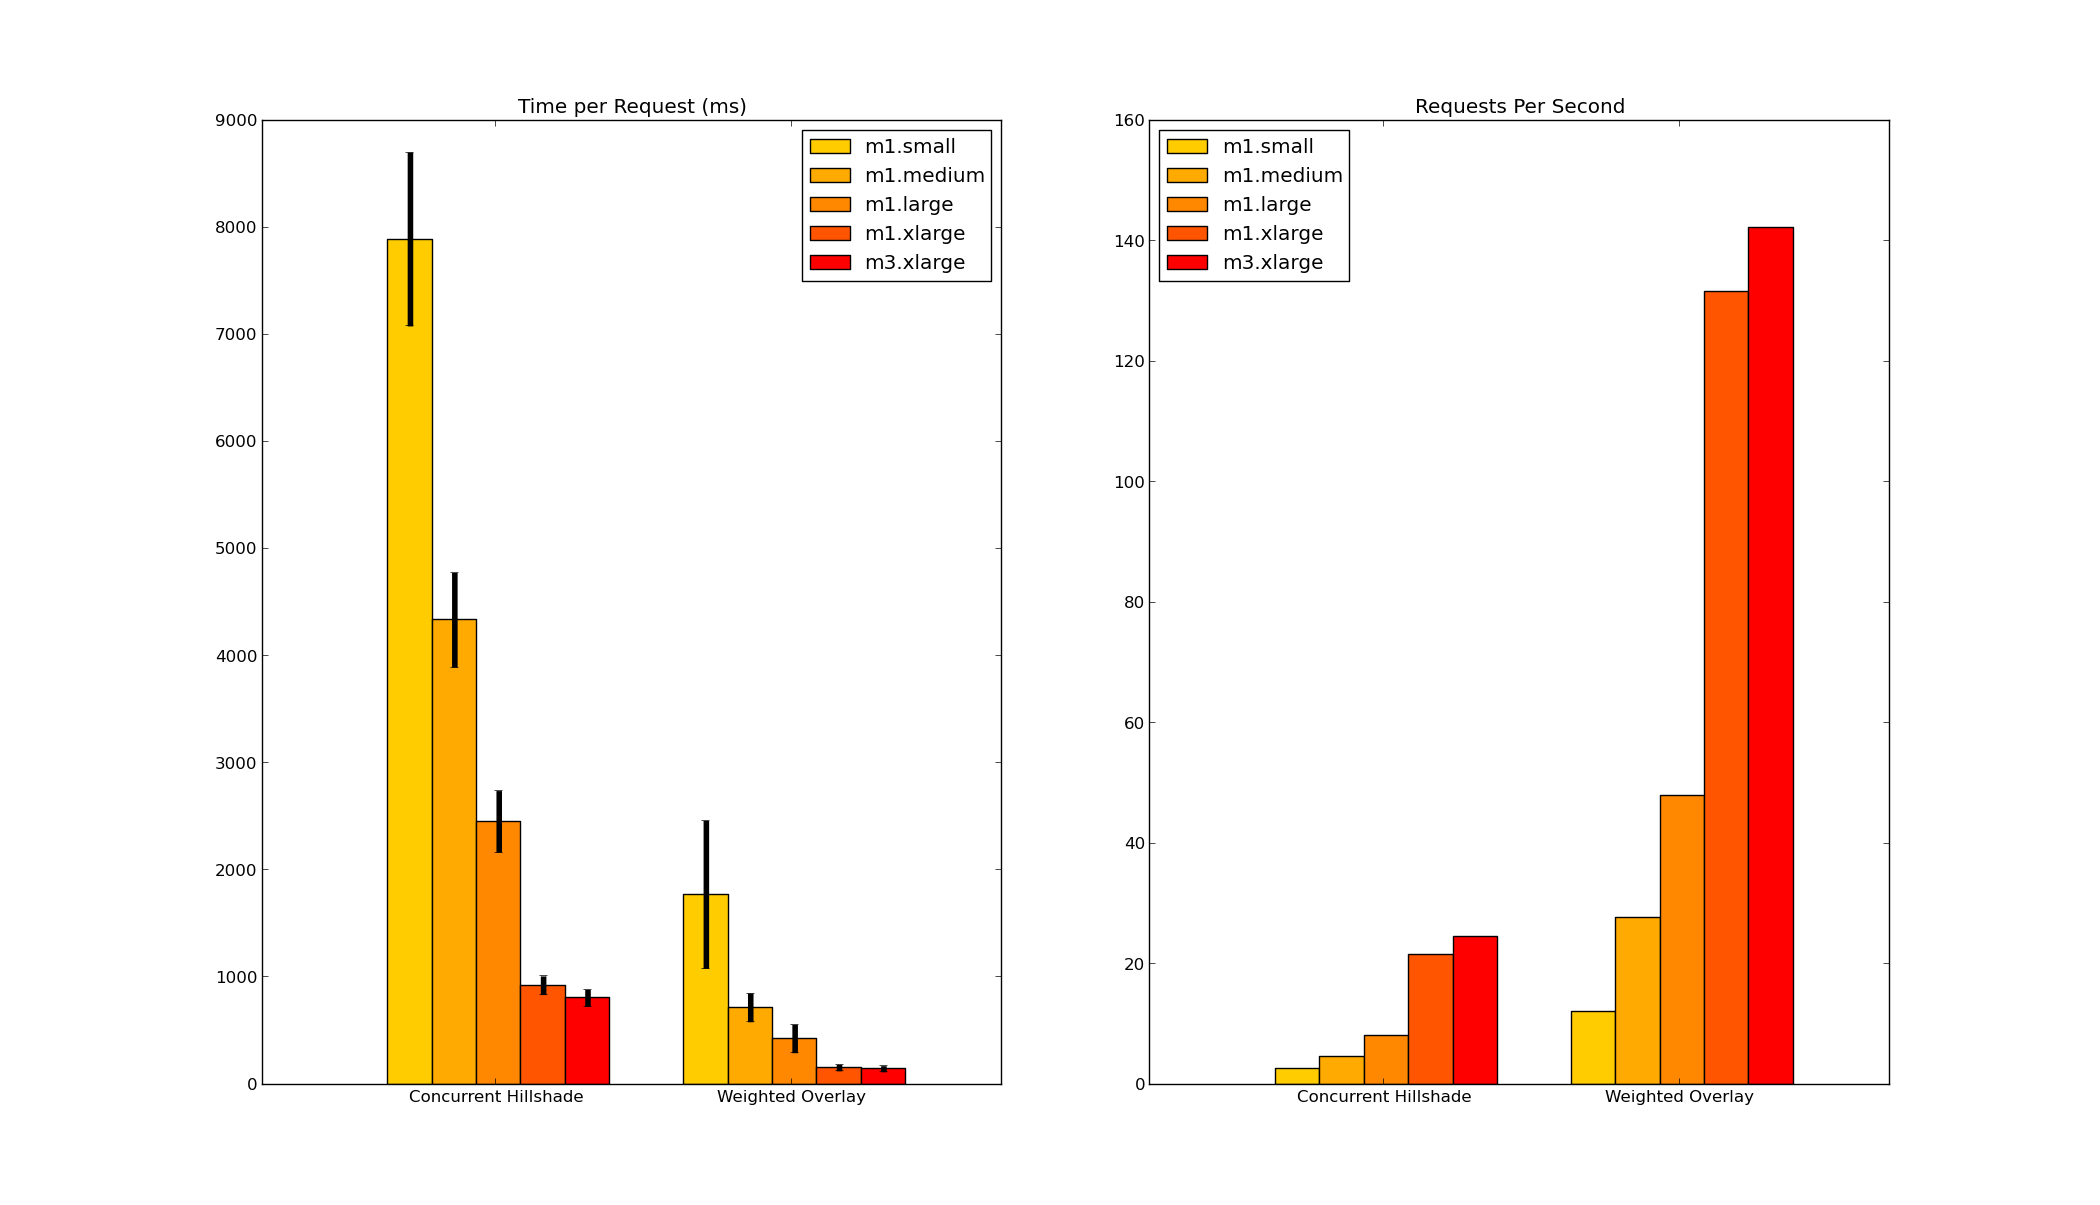 Time per Request (ms)
9000
8000
7000
6000
5000
4000
3000
2000
1000
0
m1.small
m1.medium
m1.large
m1.xlarge
m3.xlarge
Concurrent Hillshade
Weighted Overlay
Requests Per Second
160
140
120
100
80
60
40
20
0
m1.small
m1.medium
m1.large
m1.xlarge
m3.xlarge
Concurrent Hillshade
Weighted Overlay